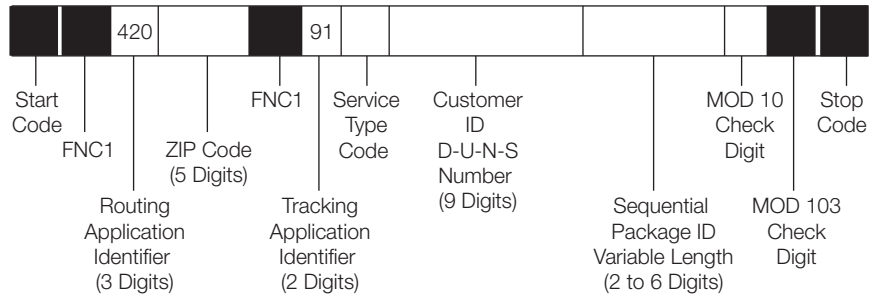 420
91
Start
Code
FNC1
Routing
Application
Identifier
(3 Digits)
ZIP Code
(5 Digits)
FNC1
Tracking
Application
Identifier
(2 Digits)
Service
Type
Code
Customer
ID
D-U-N-S
Number
(9 Digits)
Sequential
Package ID
Variable Length
(2 to 6 Digits)
MOD 10
Check
Digit
MOD 103
Check
Digit
Stop
Code